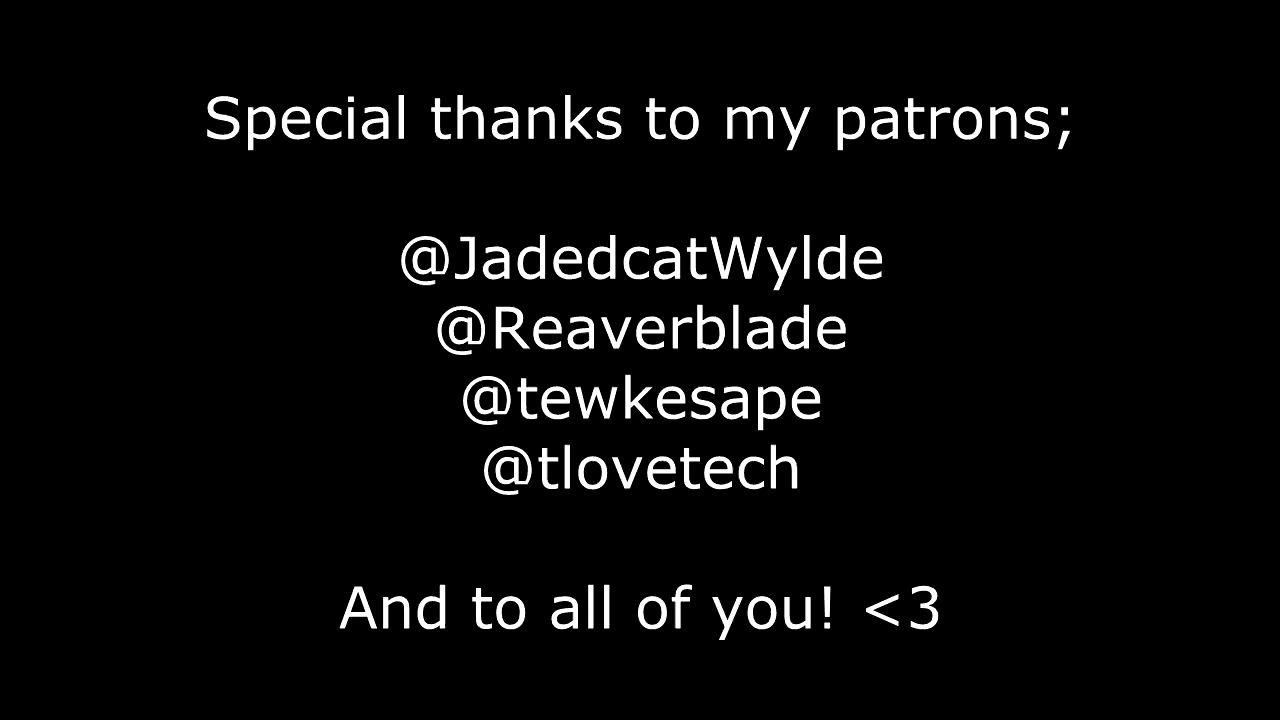 Special thanks to my patrons;
@JadedcatWylde
@Reaverblade
@tewkesape
@tlovetech
And to all of you! <3